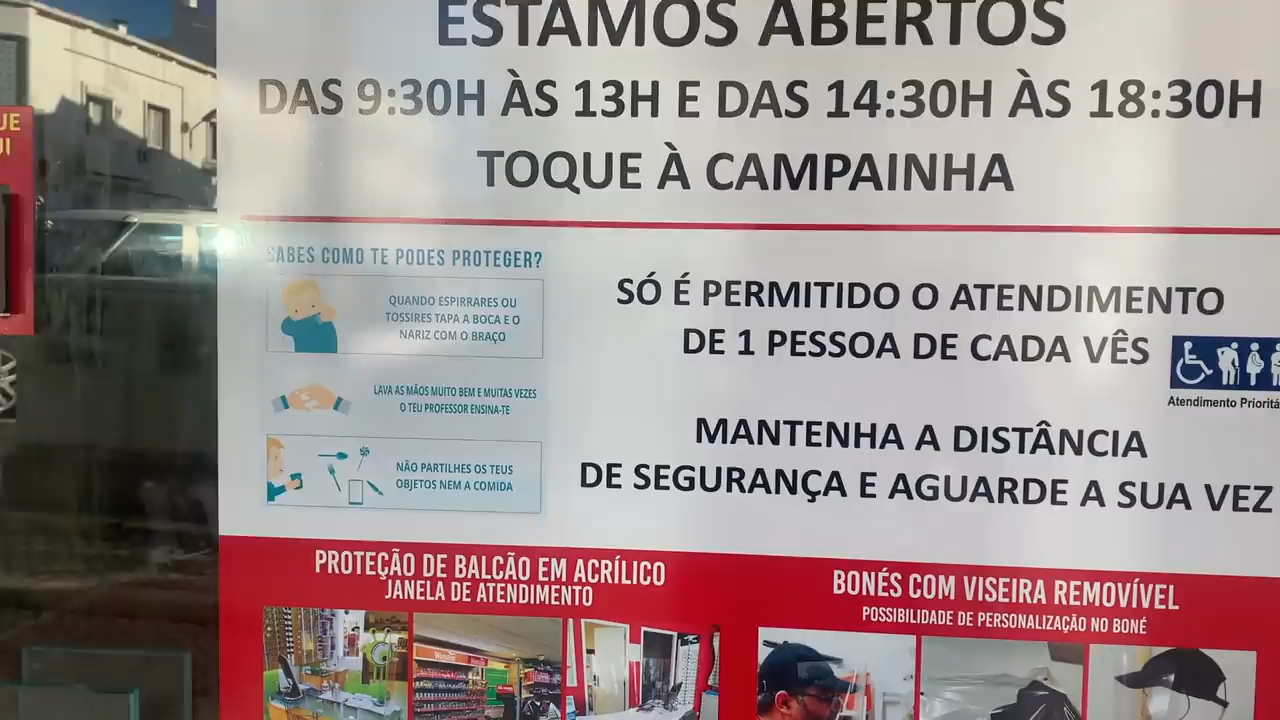 ESTAMOS ABERTOS
DAS 9:30H ÀS 13H E DAS 14:30H ÀS 18:30H
TOQUE À CAMPAINHA
SABES COMO TE PODES PROTEGER?
QUANDO ESPIRRARES OU
TOSSIRES TAPA A BOCA E O
NARIZ COM O BRAÇO
LAVA AS MÃOS MUITO BEM E MUITAS VEZES
O TEU PROFESSOR ENSINA-TE
NÃO PARTILHES OS TEUS
OBJETOS NEM A COMIDA
SÓ É PERMITIDO O ATENDIMENTO
DE 1 PESSOA DE CADA VÊS
Atendimento Prioritá
MANTENHA A DISTÂNCIA
DE SEGURANÇA E AGUARDE A SUA VEZ
PROTEÇÃO DE BALCÃO EM ACRÍLICO
JANELA DE ATENDIMENTO
BONÉS COM VISEIRA REMOVÍVEL
POSSIBILIDADE DE PERSONALIZAÇÃO NO BONÉ